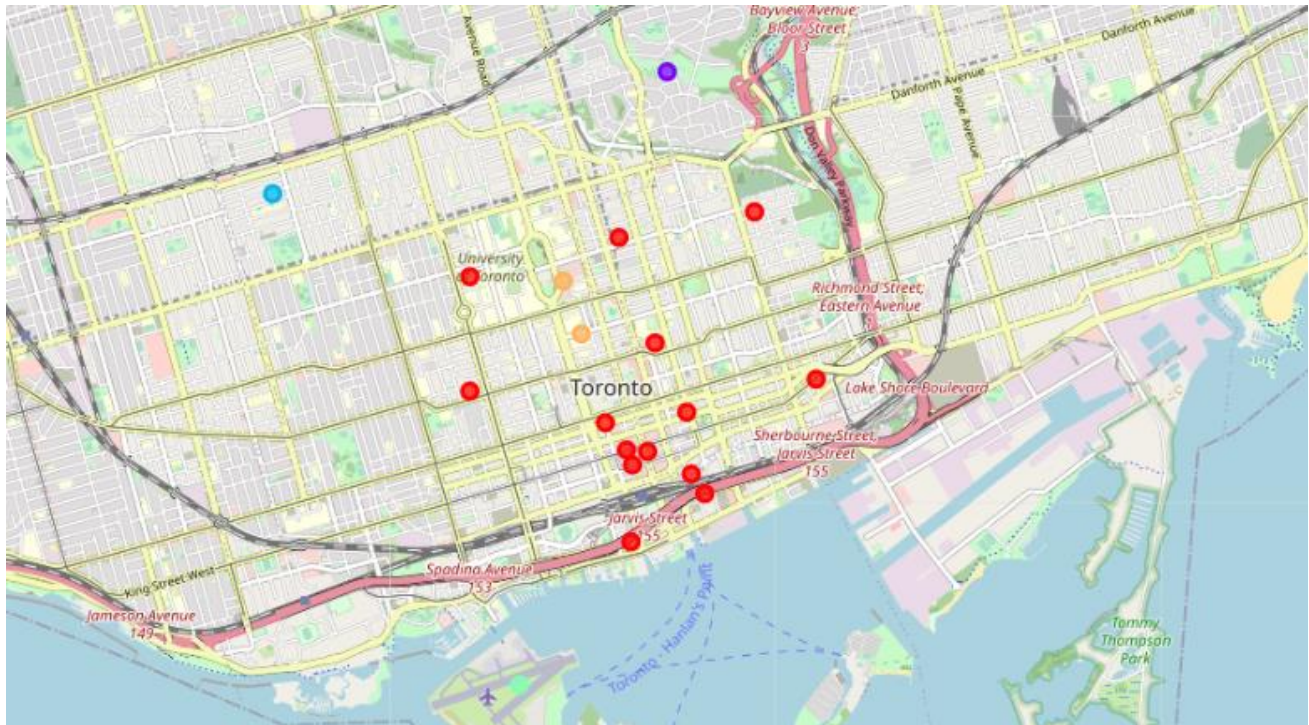 Bayview Avenue;
Bloor Street
3
Avenue Road
Danforth Avenue
Danforth Avenue
Pape Avenue
Don Valley Parkway
University
Toronto
Richmond Street;
Eastern Avenue
Toronto
Lake Shore Boulevard
Sherbourne Street;
Jarvis Street
155
Jarvis Street
155
Spadina Avenue
153
King Street West
Jameson Avenue
149
Toronto - Hanlan's Point
Tommy
Thompson
Park